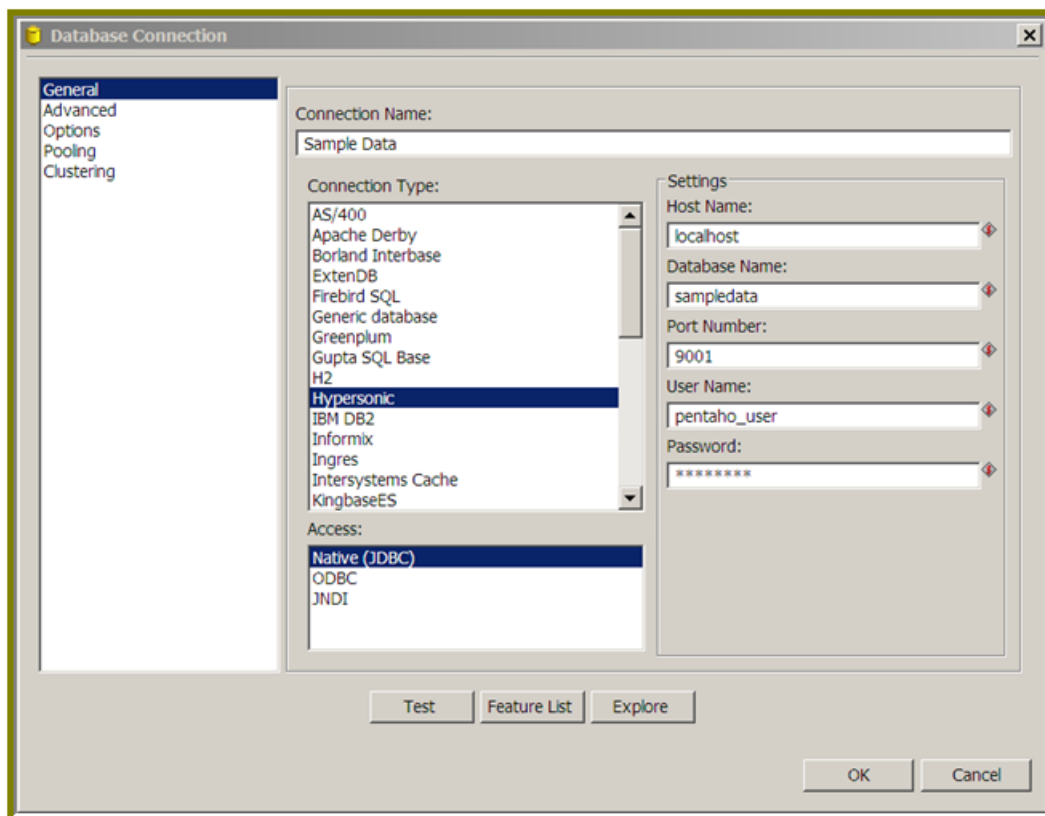 Database Connection
General
Advanced
Options
Pooling
Clustering
Connection Name:
Sample Data
Connection Type:
AS/400
Apache Derby
Borland Interbase
ExtenDB
Firebird SQL
Generic database
Greenplum
Gupta SQL Base
H2
Hypersonic
IBM DB2
Informix
Ingres
Intersystems Cache
KingbaseES
Access:
Native (JDBC)
ODBC
JNDI
Settings
Host Name:
localhost
Database Name:
sampledata
Port Number:
9001
User Name:
pentaho_user
Password:
********
Test
Feature List
Explore
OK
Cancel